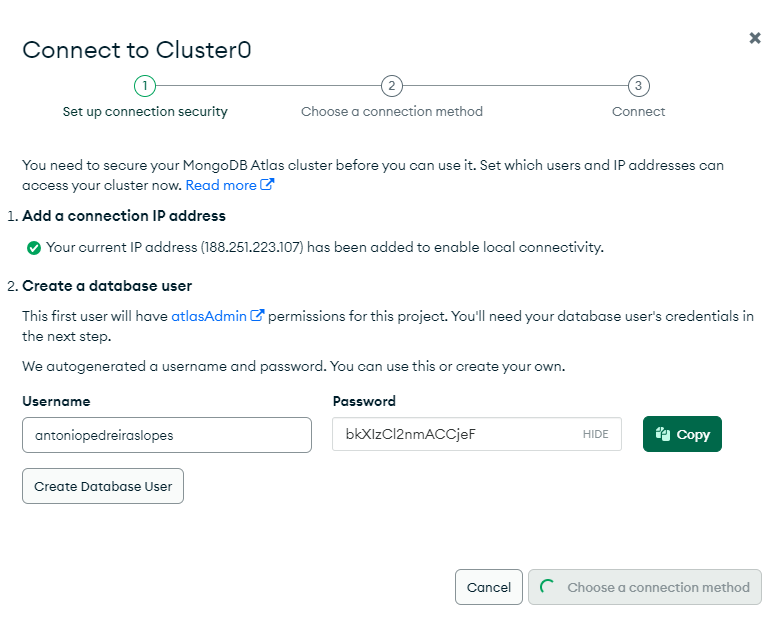 Connect to Cluster0
1
2
3
Set up connection security
Choose a connection method
Connect
You need to secure your MongoDB Atlas cluster before you can use it. Set which users and IP addresses can
access your cluster now. Read more
1. Add a connection IP address
Your current IP address (188.251.223.107) has been added to enable local connectivity.
2. Create a database user
This first user will have atlasAdmin permissions for this project. You'll need your database user's credentials in
the next step.
We autogenerated a username and password. You can use this or create your own.
Username
Password
antoniopedreiraslopes
bkXIzCl2nmACCjeF
HIDE
Copy
Create Database User
Cancel
Choose a connection method